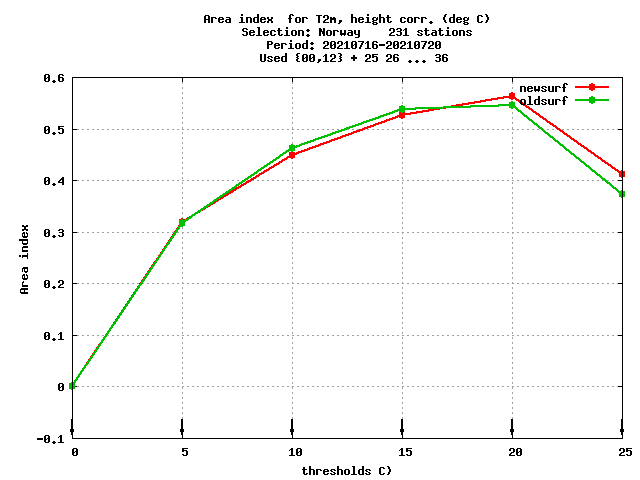 Area index  for T2m, height corr. (deg C)
Selection: Norway    231 stations
Period: 20210716-20210720
Used {00,12} + 25 26 ... 36
newsurf
oldsurf
0.6
0.5
0.4
0.3
0.2
0.1
0
-0.1
Area index
0 5 10 15 20 25
thresholds C)